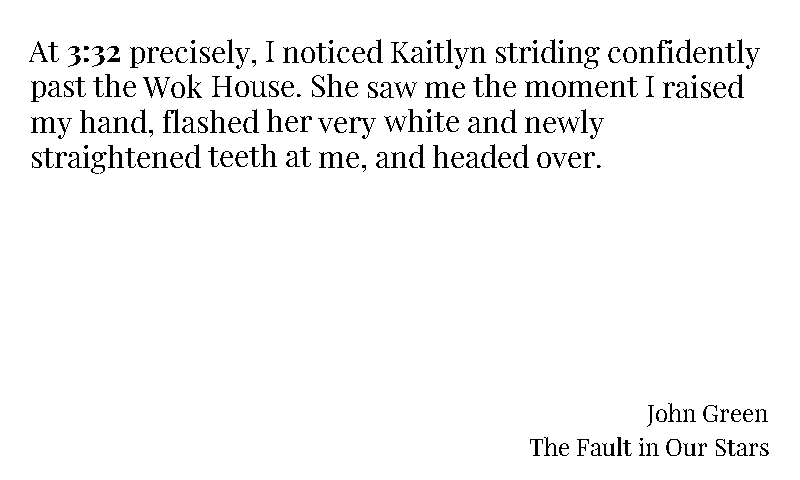 At 3:32 precisely, I noticed Kaitlyn striding confidently
past the Wok House. She saw me the moment I raised
my hand, flashed her very white and newly
straightened teeth at me, and headed over.
John Green
The Fault in Our Stars